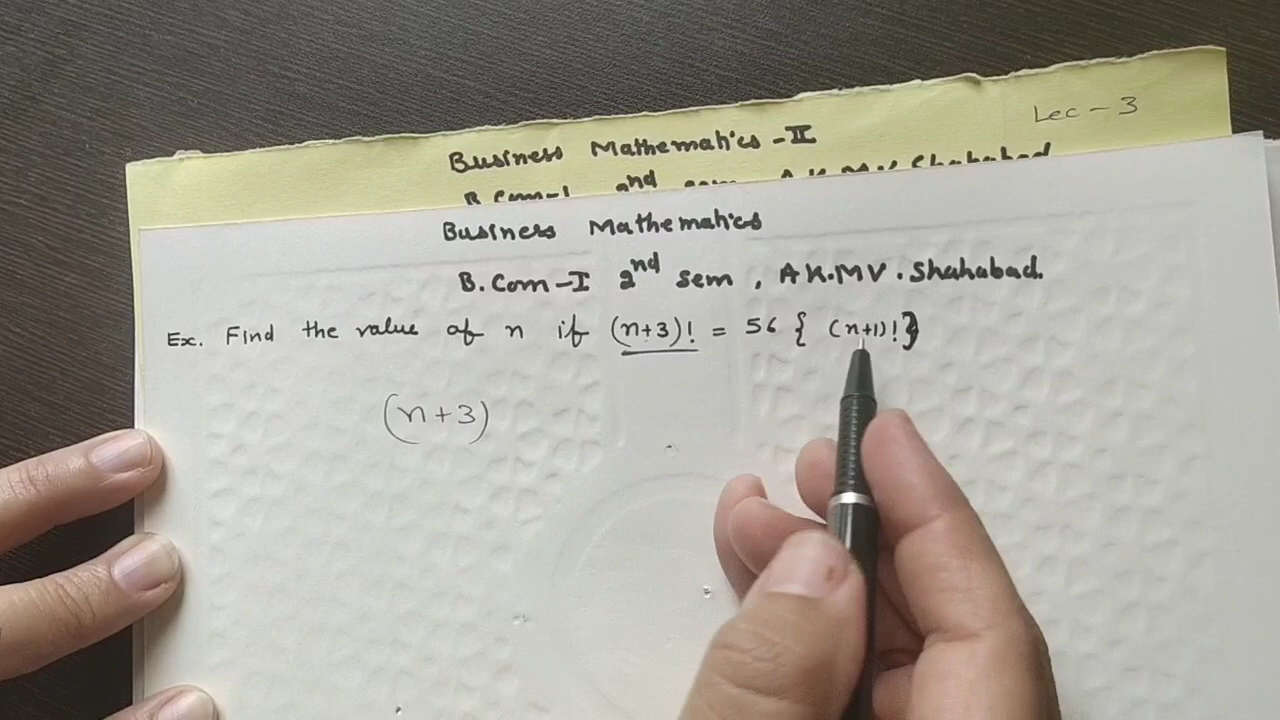 Lec - 3
Business Mathematics - II
Business Mathematics
B.Com-I 2nd sem, A K.M V. Shahabad.
Ex. Find the value of n if (n+3)! = 56 { (n+1)! }
(n+3)